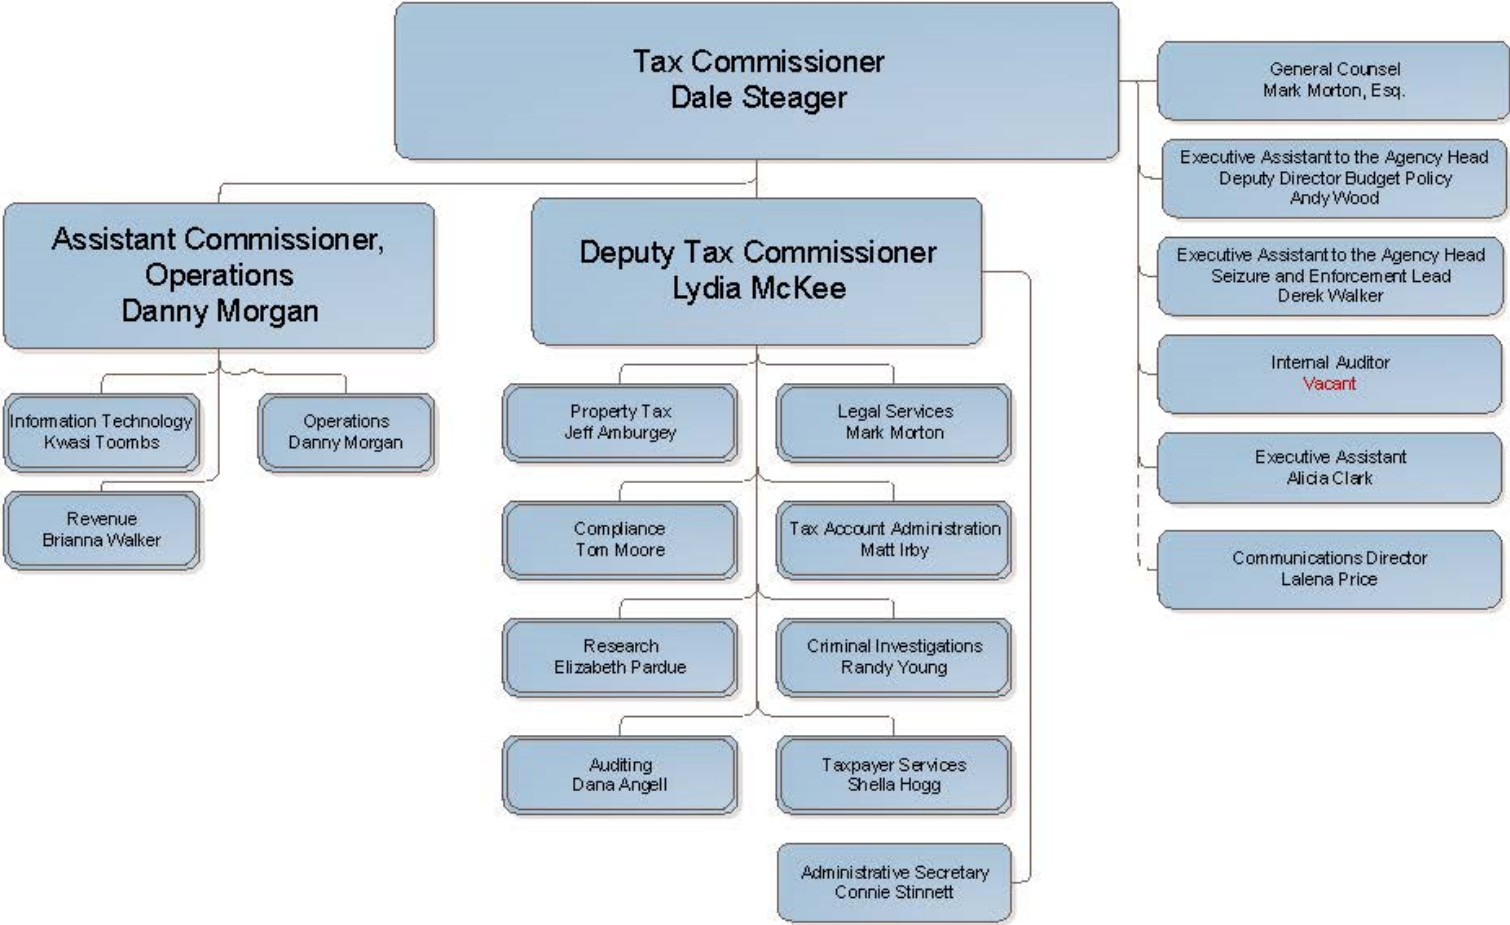 Tax Commissioner
Dale Steager
General Counsel
Mark Morton, Esq.
Executive Assistant to the Agency Head
Deputy Director Budget Policy
Andy Wood
Executive Assistant to the Agency Head
Seizure and Enforcement Lead
Derek Walker
Internal Auditor
Vacant
Executive Assistant
Alicia Clark
Communications Director
Lalena Price
Assistant Commissioner,
Operations
Danny Morgan
Information Technology
Kwasi Toombs
Operations
Danny Morgan
Revenue
Brianna Walker
Deputy Tax Commissioner
Lydia McKee
Property Tax
Jeff Amburgey
Legal Services
Mark Morton
Compliance
Tom Moore
Tax Account Administration
Matt Irby
Research
Elizabeth Pardue
Criminal Investigations
Randy Young
Auditing
Dana Angell
Taxpayer Services
Shella Hogg
Administrative Secretary
Connie Stinnett